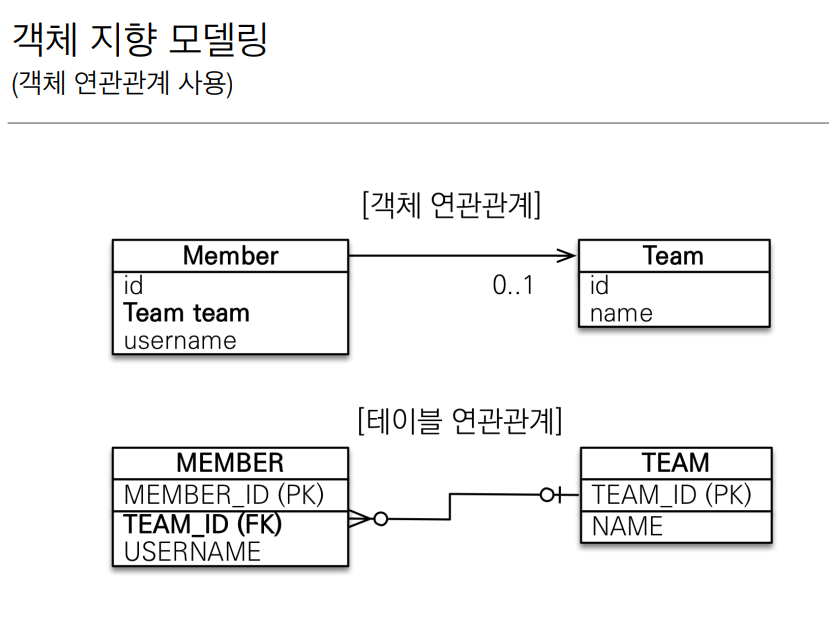 객체 지향 모델링
(객체 연관관계 사용)
[객체 연관관계]
Member
id
Team team
username
0..1
Team
id
name
[테이블 연관관계]
MEMBER
MEMBER_ID (PK)
TEAM_ID (FK)
USERNAME
TEAM
TEAM_ID (PK)
NAME